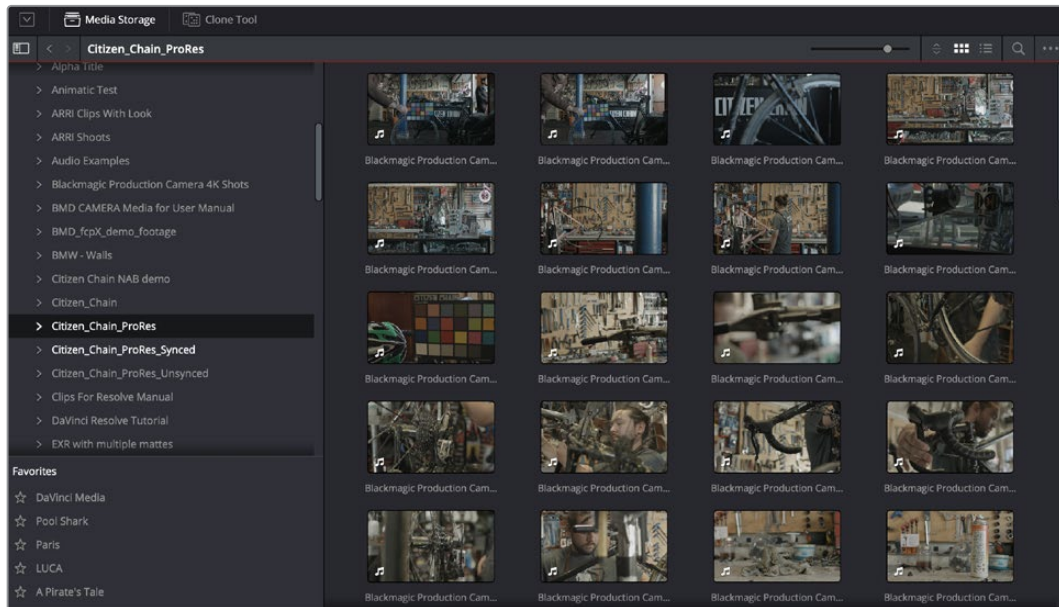 Media Storage Clone Tool
Citizen_Chain_ProRes
Alpha Title
Animatic Test
ARRI Clips With Look
ARRI Shoots
Audio Examples
Blackmagic Production Camera 4K Shots
BMD CAMERA Media for User Manual
BMD_fcpX_demo_footage
BMW - Walls
Citizen Chain NAB demo
Citizen_Chain
Citizen_Chain_ProRes
Citizen_Chain_ProRes_Synced
Citizen_Chain_ProRes_Unsynced
Clips For Resolve Manual
DaVinci Resolve Tutorial
EXR with multiple mattes
Favorites
DaVinci Media
Pool Shark
Paris
LUCA
A Pirate's Tale
CITIZEN CHAIN
Blackmagic Production Cam... Blackmagic Production Cam... Blackmagic Production Cam... Blackmagic Production Cam...
Blackmagic Production Cam... Blackmagic Production Cam... Blackmagic Production Cam... Blackmagic Production Cam...
Blackmagic Production Cam... Blackmagic Production Cam... Blackmagic Production Cam... Blackmagic Production Cam...
Blackmagic Production Cam... Blackmagic Production Cam... Blackmagic Production Cam... Blackmagic Production Cam...
Blackmagic Production Cam... Blackmagic Production Cam... Blackmagic Production Cam... Blackmagic Production Cam...